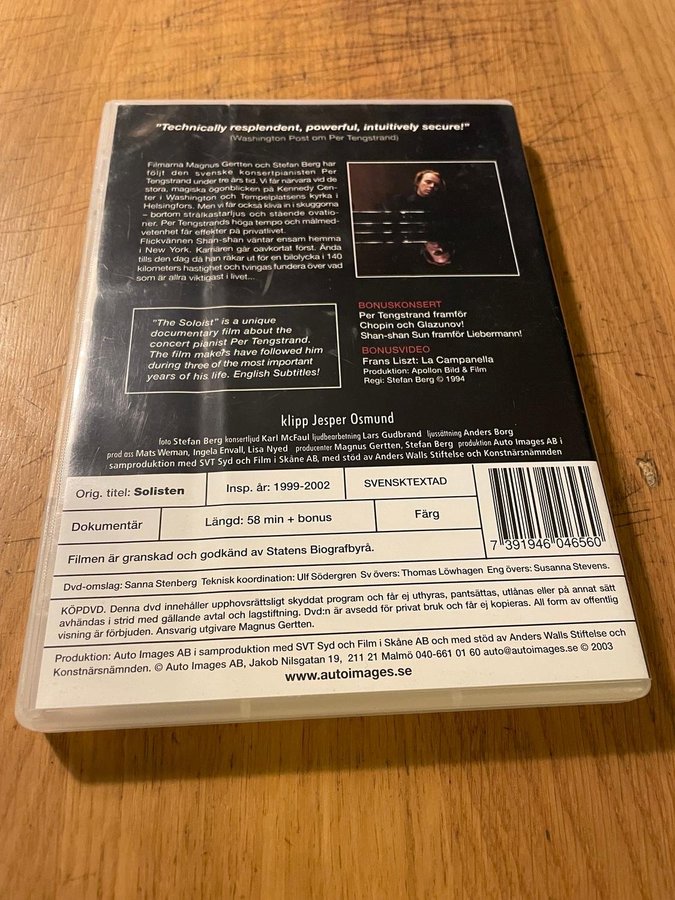 "Technically resplendent, powerful, intuitively secure!"
(Washington Post om Per Tengstrand)
Filmarna Magnus Gertten och Stefan Berg har
följt den svenske konsertpianisten Per
Tengstrand under tre års tid. Vi får närvara vid de
stora, magiska ögonblicken på Kennedy Cen-
ter i Washington och Tempelplatsens kyrka i
Helsingfors. Men vi får också kliva in i skuggorna
– bortom strålkastarljus och stående ovatio-
ner. Per Tengstrands höga tempo och målmed-
vetenhet får effekter på privatlivet.
Flickvännen Shan-shan väntar ensam hemma
i New York. Karriären går oavkortat först. Ända
tills den dag då han råkar ut för en bilolycka i 140
kilometers hastighet och tvingas fundera över vad
som är allra viktigast i livet...
"The Soloist" is a unique
documentary film about the
concert pianist Per Tengstrand.
The film makers have followed him
during three of the most important
years of his life. English Subtitles!
BONUSKONSERT
Per Tengstrand framför
Chopin och Glazunov!
Shan-shan Sun framför Liebermann!
BONUSVIDEO
Frans Liszt: La Campanella
Produktion: Apollon Bild & Film
Regi: Stefan Berg © 1994
klipp Jesper Osmund
foto Stefan Berg konsertljud Karl McFaul ljudbearbetning Lars Gudbrand ljussättning Anders Borg
prod ass Mats Weman, Ingela Envall, Lisa Nyed producenter Magnus Gertten, Stefan Berg produktion Auto Images AB i
samproduktion med SVT Syd och Film i Skåne AB, med stöd av Anders Walls Stiftelse och Konstnärsnämnden
Orig. titel: Solisten
Insp. år: 1999-2002
SVENSKTEXTAD
Dokumentär
Längd: 58 min + bonus
Färg
7 391946 046560
Filmen är granskad och godkänd av Statens Biografbyrå.
Dvd-omslag: Sanna Stenberg Teknisk koordination: Ulf Södergren Sv övers: Thomas Löwhagen Eng övers: Susanna Stevens.
KÖPDVD. Denna dvd innehåller upphovsrättsligt skyddat program och får ej uthyras, pantsättas, utlånas eller på annat sätt
avhändas i strid med gällande avtal och lagstiftning. Dvd:n är avsedd för privat bruk och får ej kopieras. All form av offentlig
visning är förbjuden. Ansvarig utgivare Magnus Gertten.
Produktion: Auto Images AB i samproduktion med SVT Syd och Film i Skåne AB och med stöd av Anders Walls Stiftelse och
Konstnärsnämnden. © Auto Images AB, Jakob Nilsgatan 19, 211 21 Malmö 040-661 01 60 auto@autoimages.se © 2003
www.autoimages.se